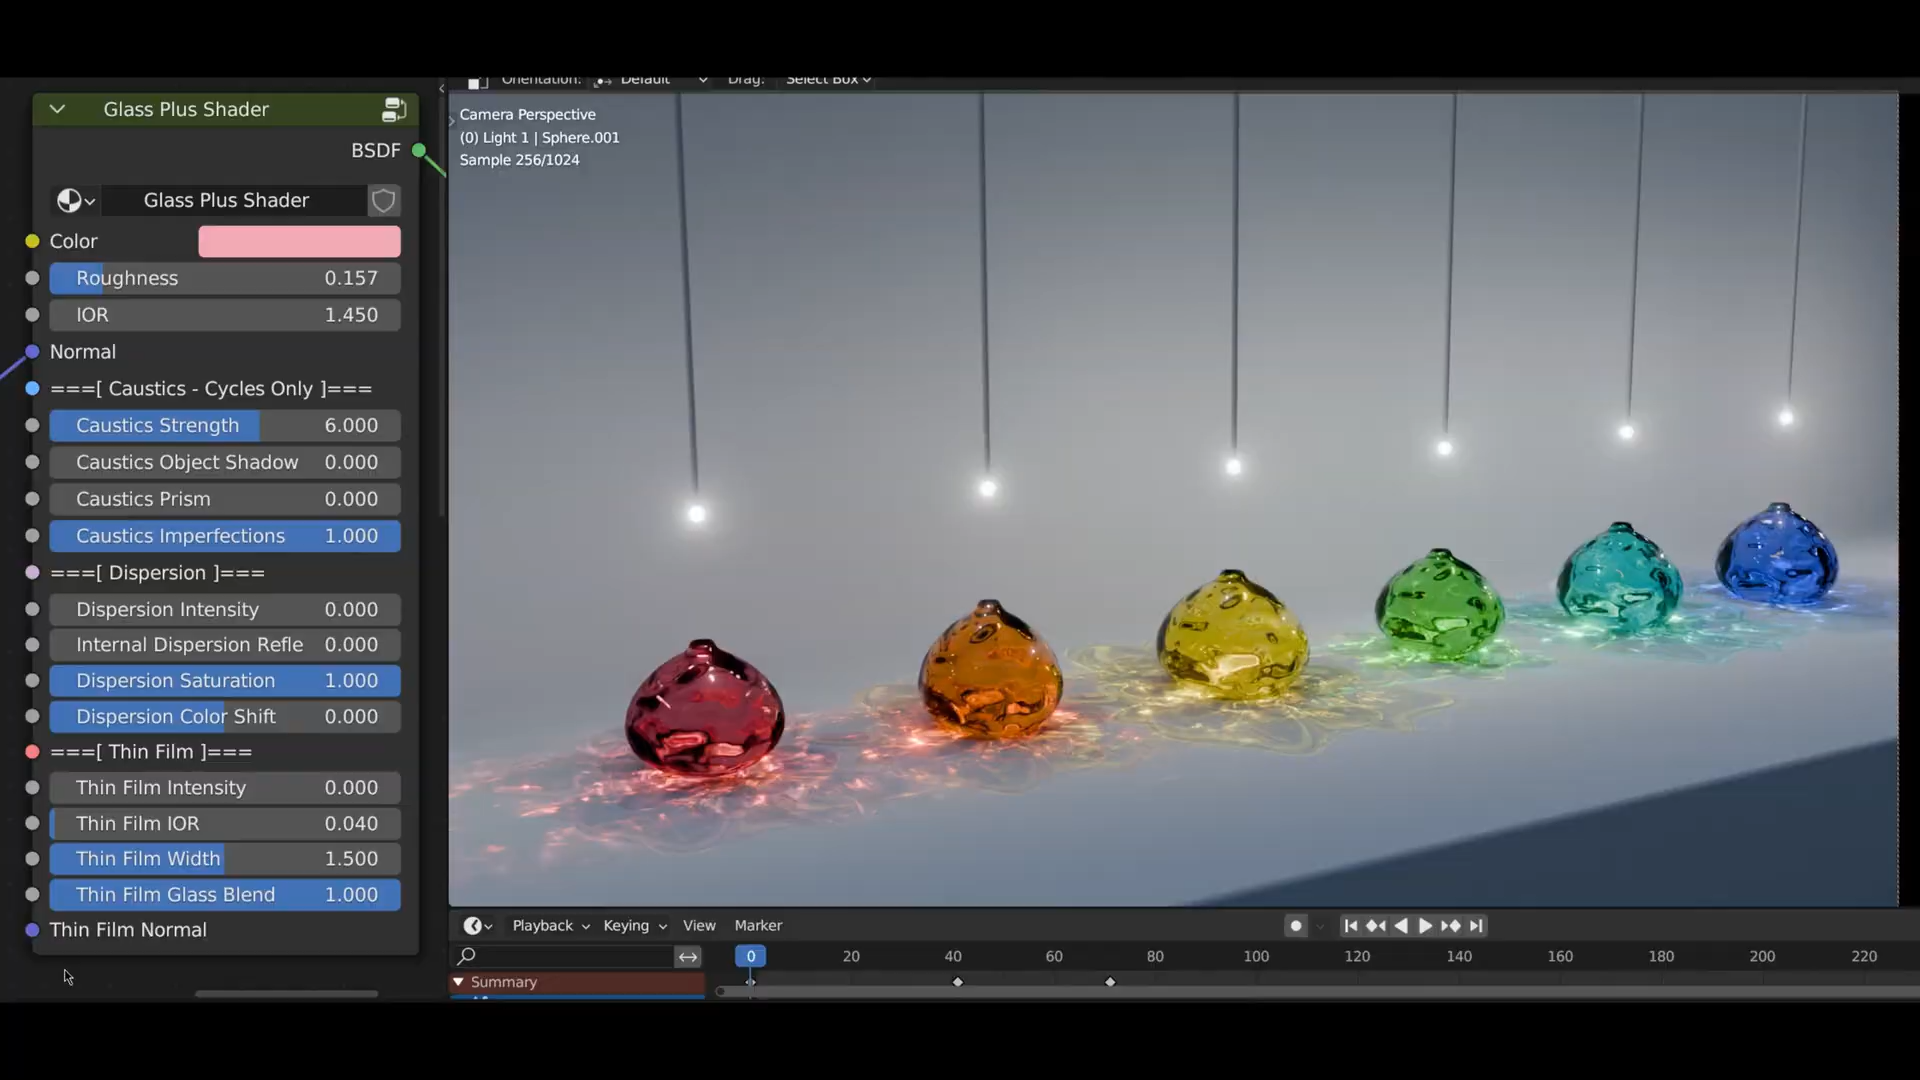 Orientation: Default Drag: Select Box
Glass Plus Shader
BSDF
Glass Plus Shader
Color
Roughness 0.157
IOR 1.450
Normal
===[ Caustics - Cycles Only ]===
Caustics Strength 6.000
Caustics Object Shadow 0.000
Caustics Prism 0.000
Caustics Imperfections 1.000
===[ Dispersion ]===
Dispersion Intensity 0.000
Internal Dispersion Refle 0.000
Dispersion Saturation 1.000
Dispersion Color Shift 0.000
===[ Thin Film ]===
Thin Film Intensity 0.000
Thin Film IOR 0.040
Thin Film Width 1.500
Thin Film Glass Blend 1.000
Thin Film Normal
Camera Perspective
(0) Light 1 | Sphere.001
Sample 256/1024
Playback Keying View Marker
0 20 40 60 80 100 120 140 160 180 200 220
Summary